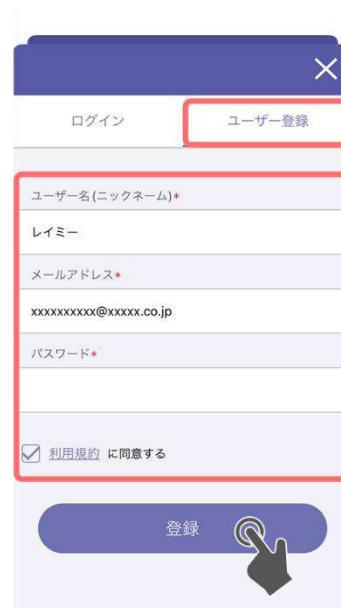 ログイン
ユーザー登録
ユーザー名(ニックネーム)*
レイミー
メールアドレス*
xxxxxxxxxx@xxxxx.co.jp
パスワード*
利用規約 に同意する
登録